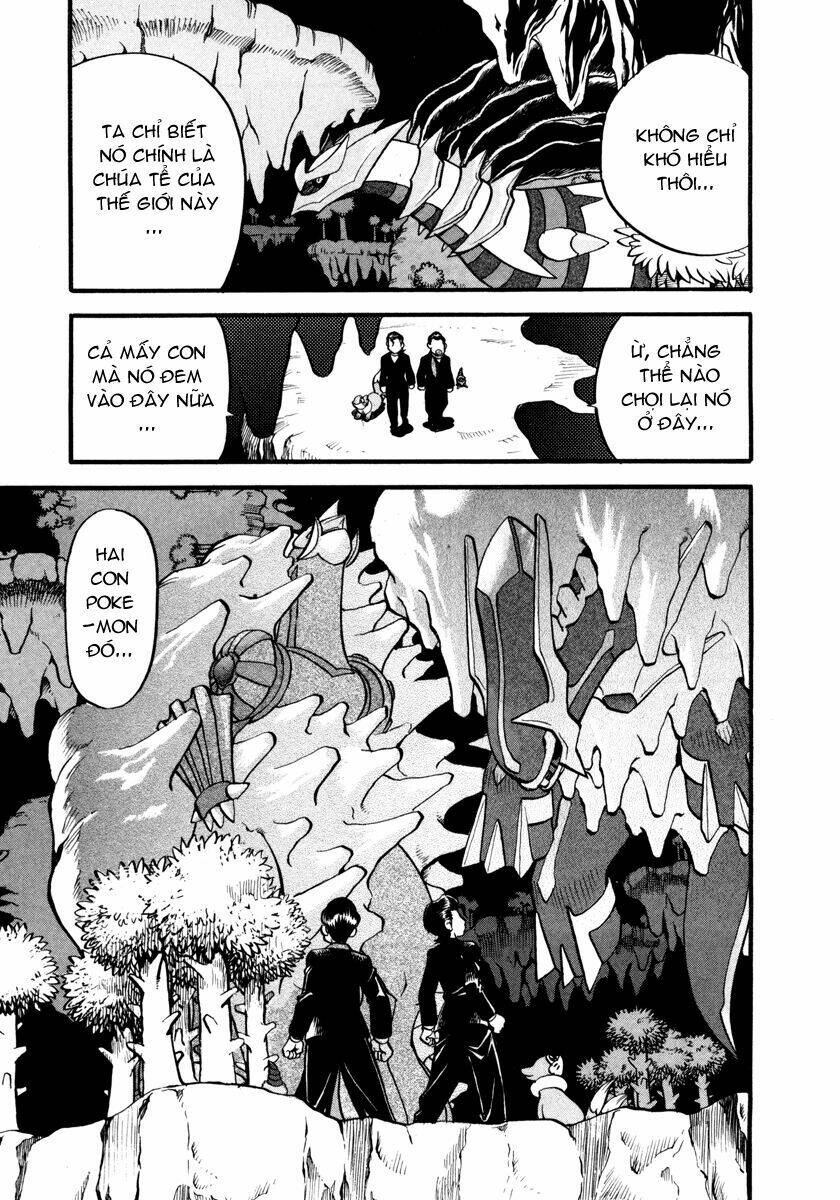 KHÔNG CHỈ
KHÓ HIỂU
THÔI...
TA CHỈ BIẾT
NÓ CHÍNH LÀ
CHÚA TỂ CỦA
THẾ GIỚI NÀY
...
Ừ, CHẲNG
THỂ NÀO
CHỌI LẠI NÓ
Ở ĐÂY...
CẢ MẤY CON
MÀ NÓ ĐEM
VÀO ĐÂY NỮA
...
HAI
CON
POKE
-MON
ĐÓ...